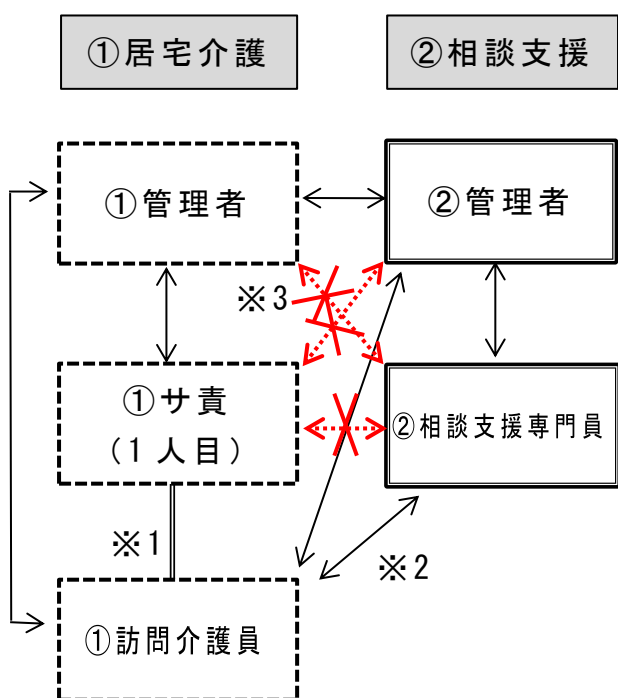 ①居宅介護
②相談支援
①管理者
②管理者
※3
①サ責
(1人目)
②相談支援専門員
※1
※2
①訪問介護員